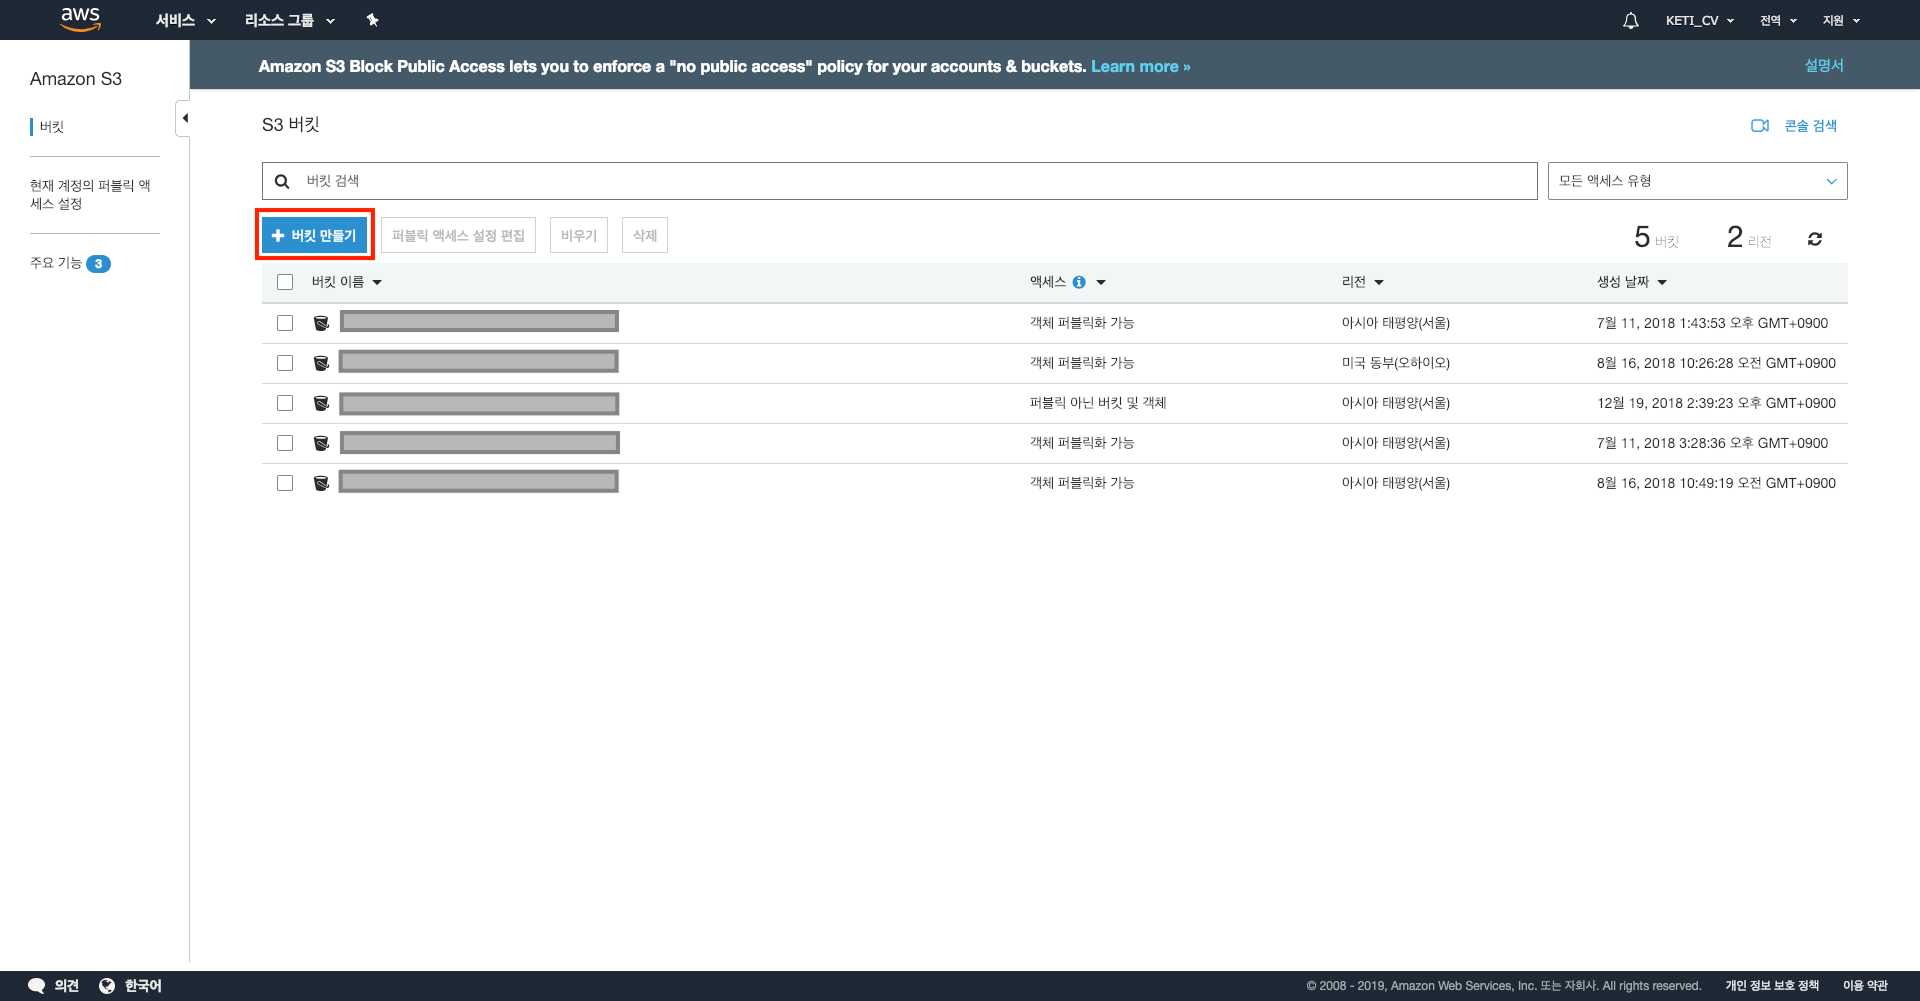 aws 서비스 리소스 그룹 KETI_CV 전역 지원
Amazon S3
Amazon S3 Block Public Access lets you to enforce a "no public access" policy for your accounts & buckets. Learn more » 설명서
버킷
현재 계정의 퍼블릭 액
세스 설정
주요 기능 3
S3 버킷 콘솔 검색
버킷 검색 모든 액세스 유형
버킷 만들기 퍼블릭 액세스 설정 편집 비우기 삭제 5 버킷 2 리전
버킷 이름 액세스 리전 생성 날짜
객체 퍼블릭화 가능 아시아 태평양(서울) 7월 11, 2018 1:43:53 오후 GMT+0900
객체 퍼블릭화 가능 미국 동부(오하이오) 8월 16, 2018 10:26:28 오전 GMT+0900
퍼블릭 아닌 버킷 및 객체 아시아 태평양(서울) 12월 19, 2018 2:39:23 오후 GMT+0900
객체 퍼블릭화 가능 아시아 태평양(서울) 7월 11, 2018 3:28:36 오후 GMT+0900
객체 퍼블릭화 가능 아시아 태평양(서울) 8월 16, 2018 10:49:19 오전 GMT+0900
의견 한국어 © 2008 - 2019, Amazon Web Services, Inc. 또는 자회사. All rights reserved. 개인 정보 보호 정책 이용 약관